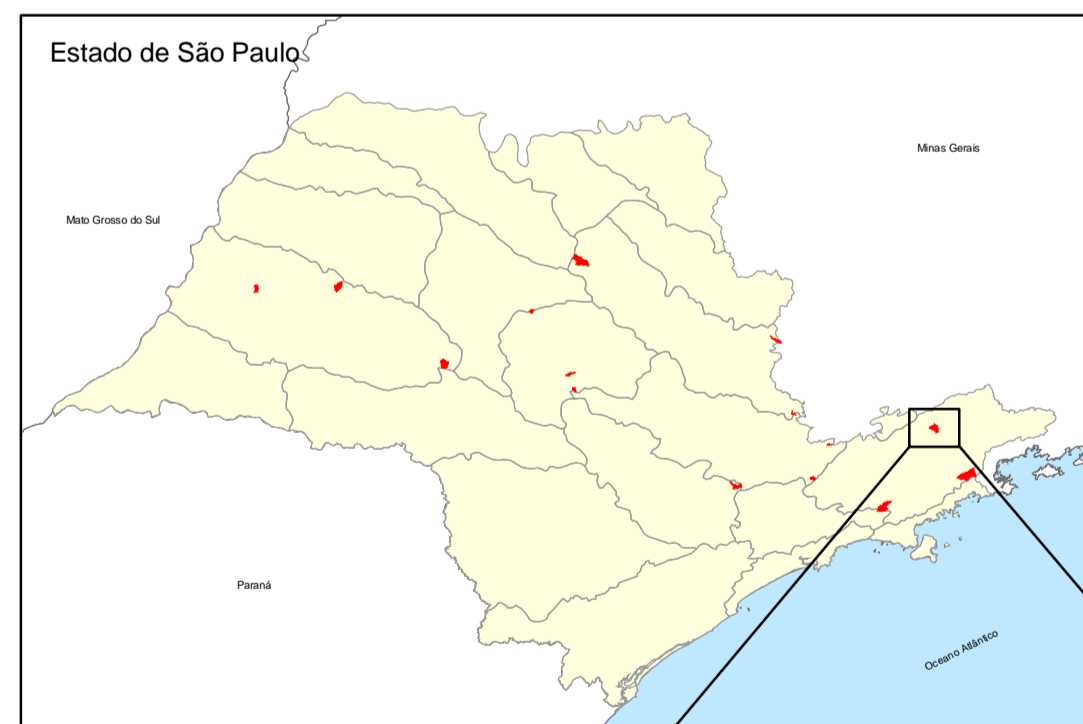 Estado de São Paulo
Minas Gerais
Mato Grosso do Sul
Paraná
Oceano Atlântico